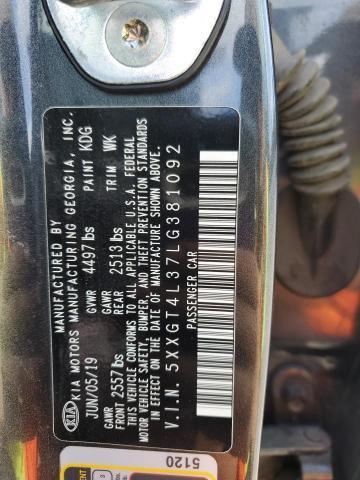 KIA
MANUFACTURED BY
KIA MOTORS MANUFACTURING GEORGIA, INC.
JUN/05/19 GVWR 4497 lbs PAINT KDG
GAWR FRONT 2557 lbs GAWR REAR 2513 lbs TRIM WK
THIS VEHICLE CONFORMS TO ALL APPLICABLE U.S.A. FEDERAL
MOTOR VEHICLE SAFETY, BUMPER, AND THEFT PREVENTION STANDARDS
IN EFFECT ON THE DATE OF MANUFACTURE SHOWN ABOVE.
V.I.N. 5XXGT4L37LG381092
PASSENGER CAR
5120